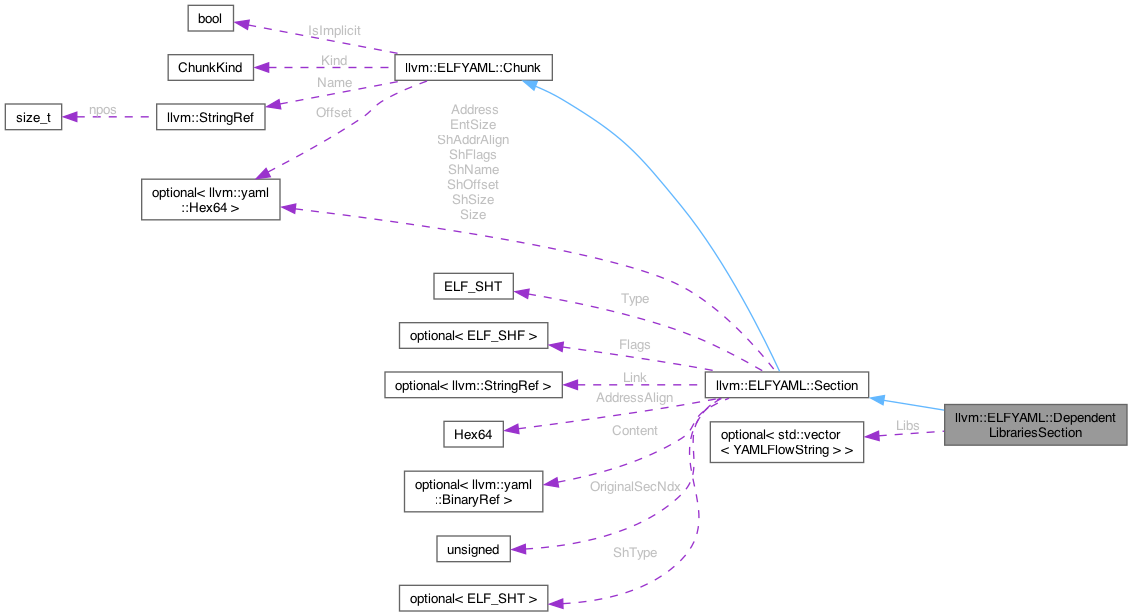 bool
IsImplicit
ChunkKind
Kind
llvm::ELFYAML::Chunk
Name
size_t
npos
llvm::StringRef
Offset
Address
EntSize
ShAddrAlign
ShFlags
ShName
ShOffset
ShSize
Size
optional< llvm::yaml
::Hex64 >
ELF_SHT
Type
optional< ELF_SHF >
Flags
optional< llvm::StringRef >
Link
llvm::ELFYAML::Section
AddressAlign
Hex64
Content
optional< std::vector
< YAMLFlowString > >
Libs
llvm::ELFYAML::Dependent
LibrariesSection
optional< llvm::yaml
::BinaryRef >
OriginalSecNdx
unsigned
ShType
optional< ELF_SHT >